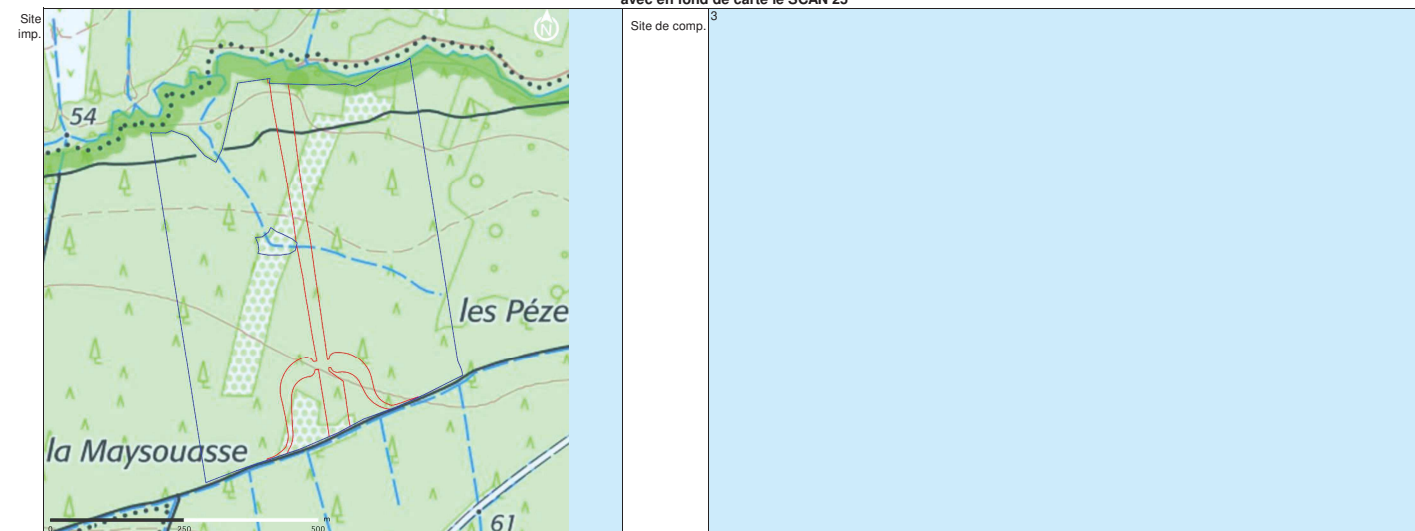 avec en fond de carte le SCAN 25
Site
imp.
N
Site de comp.
3
54
les Péze
la Maysouasse
0 250 500 m
61